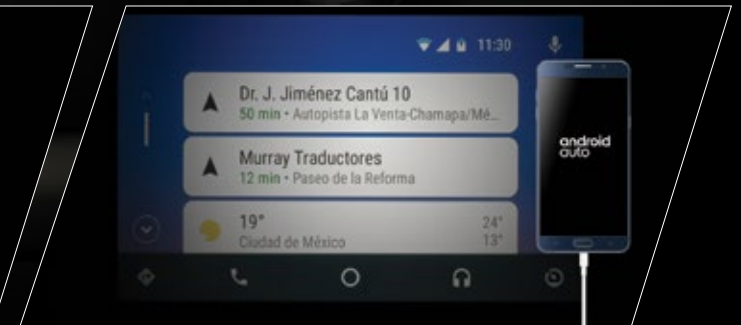 11:30
Dr. J. Jiménez Cantú 10
50 min • Autopista La Venta-Chamapa/Mé...
Murray Traductores
12 min • Paseo de la Reforma
19°
24°
Ciudad de México
13°
android
auto